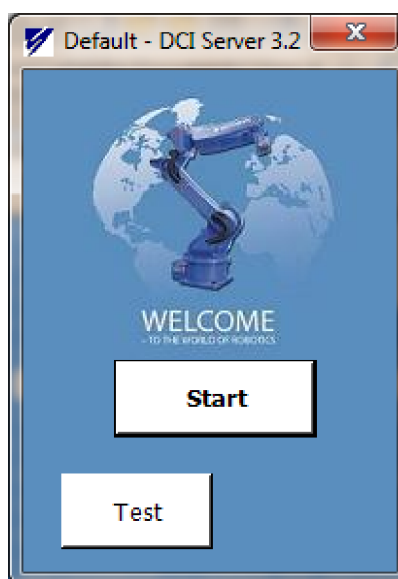 Default - DCI Server 3.2
WELCOME
- TO THE WORLD OF ROBOTICS
Start
Test